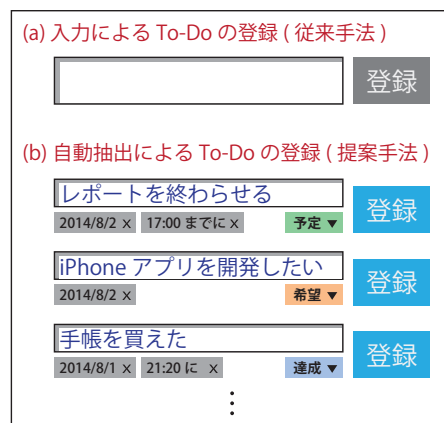 (a) 入力による To-Do の登録 ( 従来手法 )
登録
(b) 自動抽出による To-Do の登録 ( 提案手法 )
レポートを終わらせる
登録
2014/8/2 x 17:00 までに x 予定 ▼
iPhone アプリを開発したい
登録
2014/8/2 x 希望 ▼
手帳を買えた
登録
2014/8/1 x 21:20 に x 達成 ▼
⋮